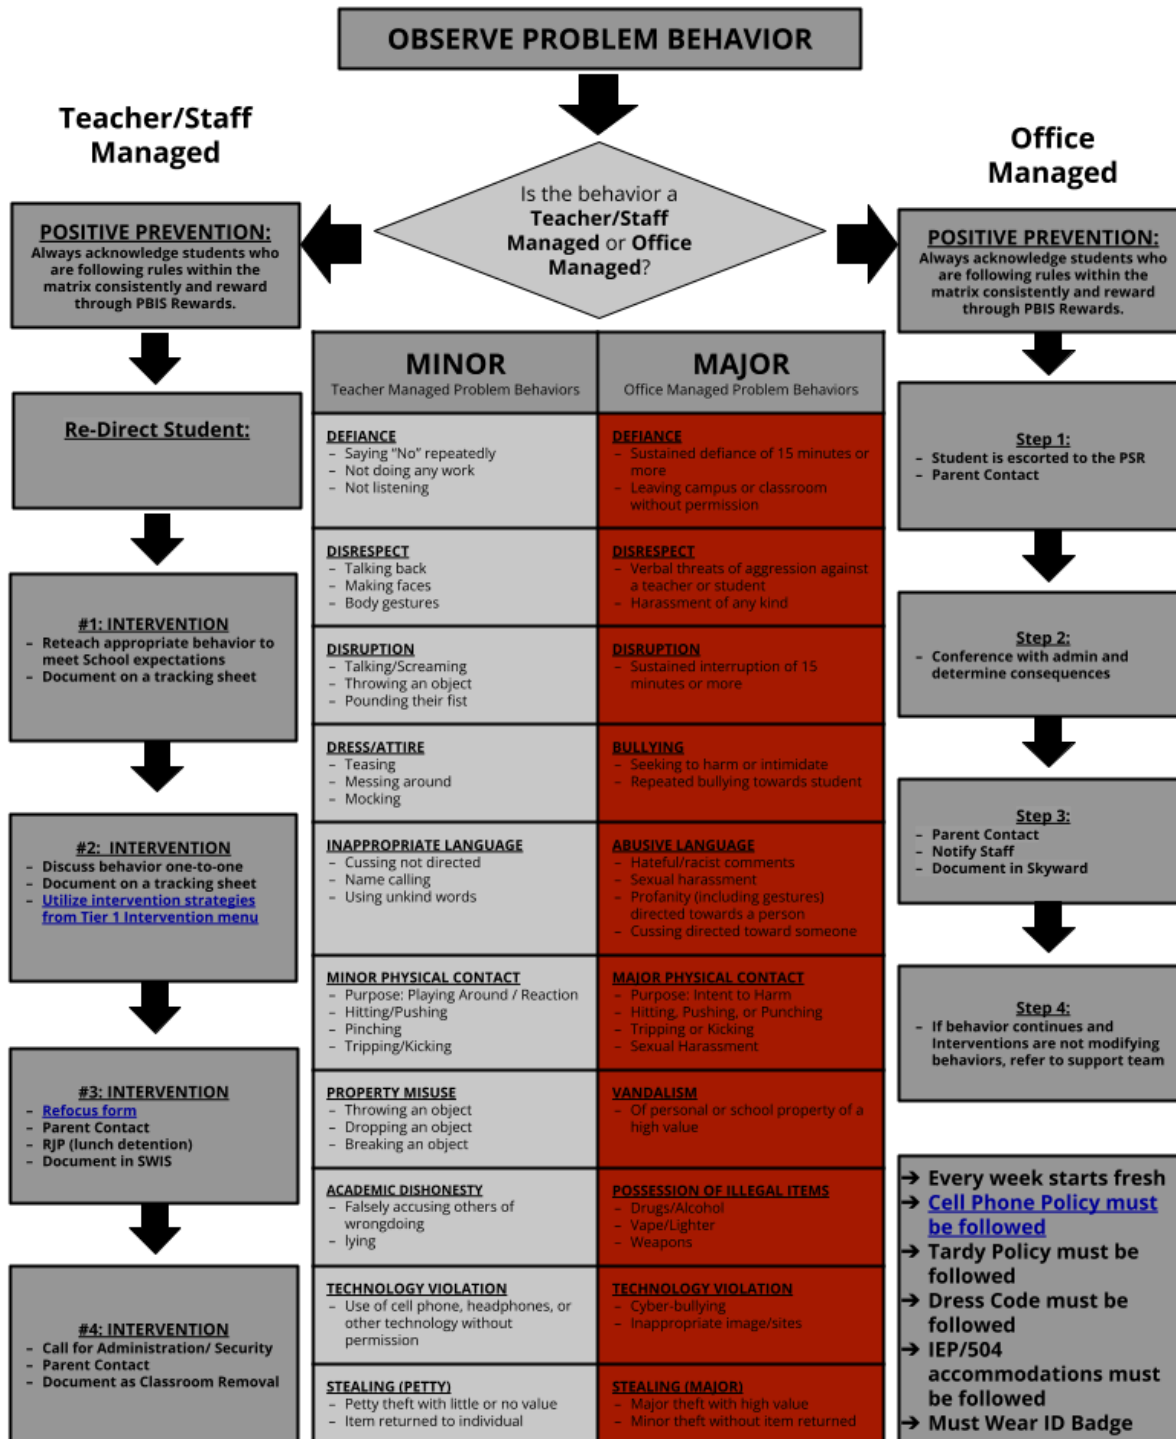 OBSERVE PROBLEM BEHAVIOR
Teacher/Staff
Managed
Office
Managed
Is the behavior a
Teacher/Staff
Managed or Office
Managed?
POSITIVE PREVENTION:
Always acknowledge students who
are following rules within the
matrix consistently and reward
through PBIS Rewards.
Re-Direct Student:
#1: INTERVENTION
– Reteach appropriate behavior to
meet School expectations
– Document on a tracking sheet
#2: INTERVENTION
– Discuss behavior one-to-one
– Document on a tracking sheet
– Utilize intervention strategies
from Tier 1 Intervention menu
#3: INTERVENTION
– Refocus form
– Parent Contact
– RJP (lunch detention)
– Document in SWIS
#4: INTERVENTION
– Call for Administration/ Security
– Parent Contact
– Document as Classroom Removal
MINOR
Teacher Managed Problem Behaviors
MAJOR
Office Managed Problem Behaviors
DEFIANCE
– Saying “No” repeatedly
– Not doing any work
– Not listening
DEFIANCE
– Sustained defiance of 15 minutes or
more
– Leaving campus or classroom
without permission
DISRESPECT
– Talking back
– Making faces
– Body gestures
DISRESPECT
– Verbal threats of aggression against
a teacher or student
– Harassment of any kind
DISRUPTION
– Talking/Screaming
– Throwing an object
– Pounding their fist
DISRUPTION
– Sustained interruption of 15
minutes or more
DRESS/ATTIRE
– Teasing
– Messing around
– Mocking
BULLYING
– Seeking to harm or intimidate
– Repeated bullying towards student
INAPPROPRIATE LANGUAGE
– Cussing not directed
– Name calling
– Using unkind words
ABUSIVE LANGUAGE
– Hateful/racist comments
– Sexual harassment
– Profanity (including gestures)
directed towards a person
– Cussing directed toward someone
MINOR PHYSICAL CONTACT
– Purpose: Playing Around / Reaction
– Hitting/Pushing
– Pinching
– Tripping/Kicking
MAJOR PHYSICAL CONTACT
– Purpose: Intent to Harm
– Hitting, Pushing, or Punching
– Tripping or Kicking
– Sexual Harassment
PROPERTY MISUSE
– Throwing an object
– Dropping an object
– Breaking an object
VANDALISM
– Of personal or school property of a
high value
ACADEMIC DISHONESTY
– Falsely accusing others of
wrongdoing
– lying
POSSESSION OF ILLEGAL ITEMS
– Drugs/Alcohol
– Vape/Lighter
– Weapons
TECHNOLOGY VIOLATION
– Use of cell phone, headphones, or
other technology without
permission
TECHNOLOGY VIOLATION
– Cyber-bullying
– Inappropriate image/sites
STEALING (PETTY)
– Petty theft with little or no value
– Item returned to individual
STEALING (MAJOR)
– Major theft with high value
– Minor theft without item returned
POSITIVE PREVENTION:
Always acknowledge students who
are following rules within the
matrix consistently and reward
through PBIS Rewards.
Step 1:
– Student is escorted to the PSR
– Parent Contact
Step 2:
– Conference with admin and
determine consequences
Step 3:
– Parent Contact
– Notify Staff
– Document in Skyward
Step 4:
– If behavior continues and
Interventions are not modifying
behaviors, refer to support team
➔ Every week starts fresh
➔ Cell Phone Policy must
be followed
➔ Tardy Policy must be
followed
➔ Dress Code must be
followed
➔ IEP/504
accommodations must
be followed
➔ Must Wear ID Badge